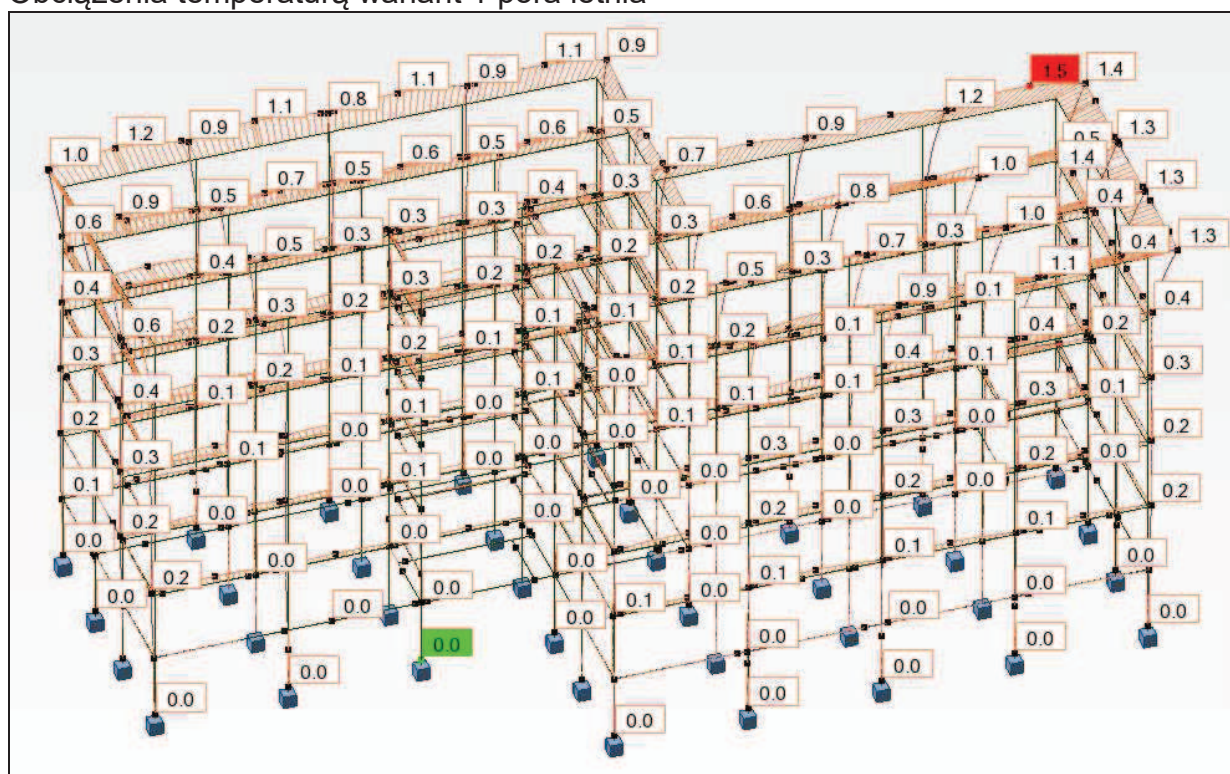 Obciążenia temperaturą wariant 1 pora letnia
1.1 0.9
1.1 0.9 1.5 1.4
1.1 0.8
1.2 0.9 1.2
1.0 0.5 0.9 1.3
0.6 0.5 0.7 0.5 1.4
0.6 0.5 1.0 1.3
0.9 0.5 0.7 0.4 0.3 0.6 0.8 0.4
0.6 0.3 0.3 0.3 1.0 1.3
0.4 0.5 0.3 0.2 0.2 0.7 0.3 0.4
0.3 0.2 0.5 0.3 1.1
0.4 0.3 0.2 0.2 0.9 0.1 0.4
0.6 0.2 0.1 0.1 0.2 0.1 0.4 0.2
0.3 0.2 0.1 0.1 0.4 0.1 0.3
0.4 0.1 0.2 0.1 0.1 0.0 0.1 0.1 0.3 0.1
0.2 0.1 0.0 0.0 0.3 0.0 0.2
0.3 0.1 0.0 0.0 0.3 0.0 0.2 0.0
0.1 0.0 0.1 0.0 0.0 0.0 0.2 0.0 0.2
0.2 0.0 0.0 0.0 0.2 0.0 0.1
0.0 0.0 0.0 0.0 0.1 0.0
0.2 0.0 0.0 0.1 0.0 0.1 0.0
0.0 0.0 0.0 0.0 0.0
0.0 0.0 0.0 0.0 0.0
0.0 0.0 0.0 0.0
0.0